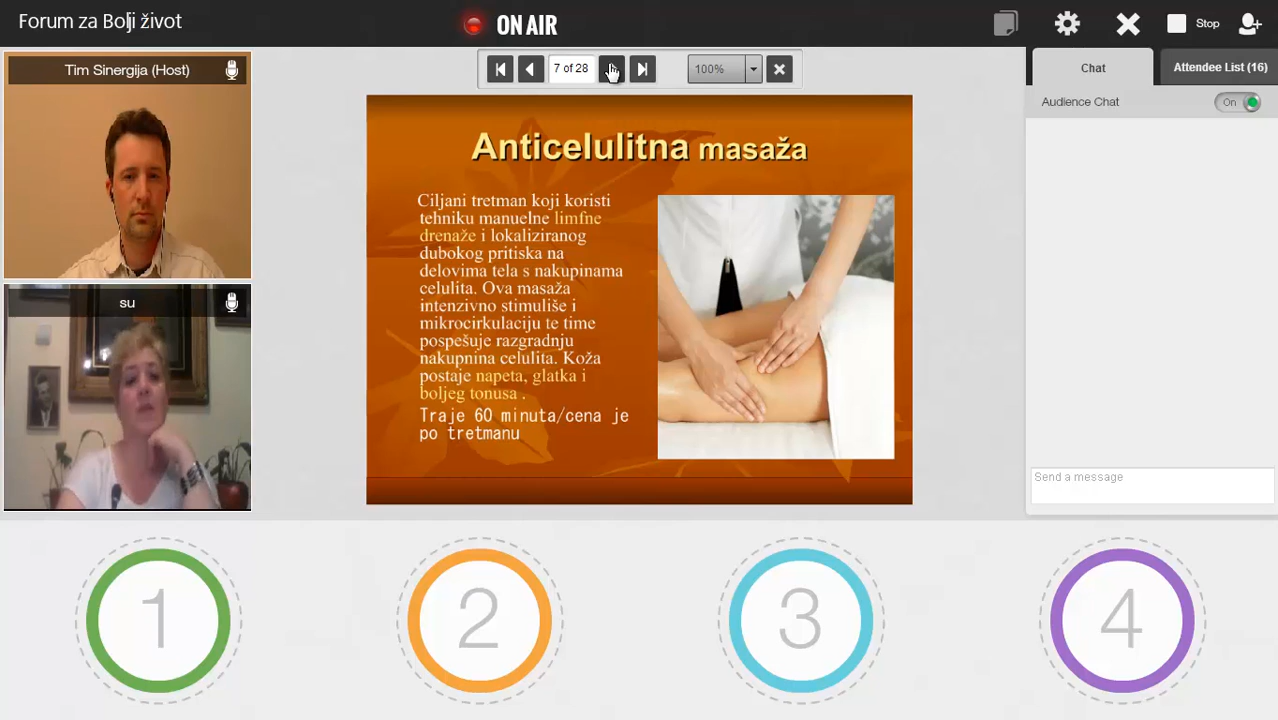 Forum za Bolji život
ON AIR
Stop
Tim Sinergija (Host)
7 of 28
100%
Chat
Attendee List (16)
Audience Chat
On
su
Anticelulitna masaža
Ciljani tretman koji koristi
tehniku manuelne limfne
drenaže i lokaliziranog
dubokog pritiska na
delovima tela s nakupinama
celulita. Ova masaža
intenzivno stimuliše i
mikrocirkulaciju te time
pospešuje razgradnju
nakupnina celulita. Koža
postaje napeta, glatka i
boljeg tonusa .
Traje 60 minuta/cena je
po tretmanu
Send a message
1
2
3
4